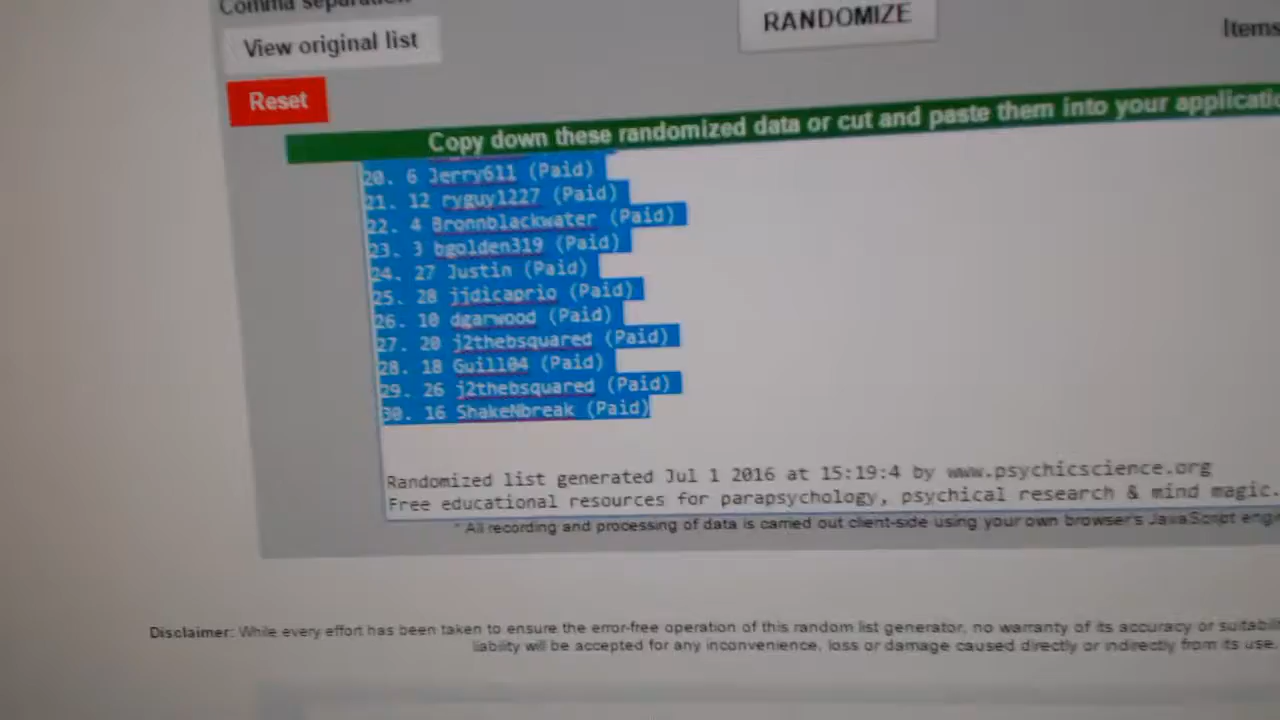 Comma separation
RANDOMIZE
Items
View original list
Reset
Copy down these randomized data or cut and paste them into your
20. 6 Jerry611 (Paid)
21. 12 ryguy1227 (Paid)
22. 4 Bronnblackwater (Paid)
23. 3 bgolden319 (Paid)
24. 27 Justin (Paid)
25. 28 jjdicaprio (Paid)
26. 10 dgarwood (Paid)
27. 20 j2thebsquared (Paid)
28. 18 Guill04 (Paid)
29. 26 j2thebsquared (Paid)
30. 16 ShakeNbreak (Paid)
Randomized list generated Jul 1 2016 at 15:19:4 by www.psychicscience.org
Free educational resources for parapsychology, psychical research & mind magic.
* All recording and processing of data is carried out client-side using your own browser's JavaScript
Disclaimer: While every effort has been taken to ensure the error-free operation of this random list generator, no warranty of its accuracy or
liability will be accepted for any inconvenience, loss or damage caused directly or indirectly from its use.